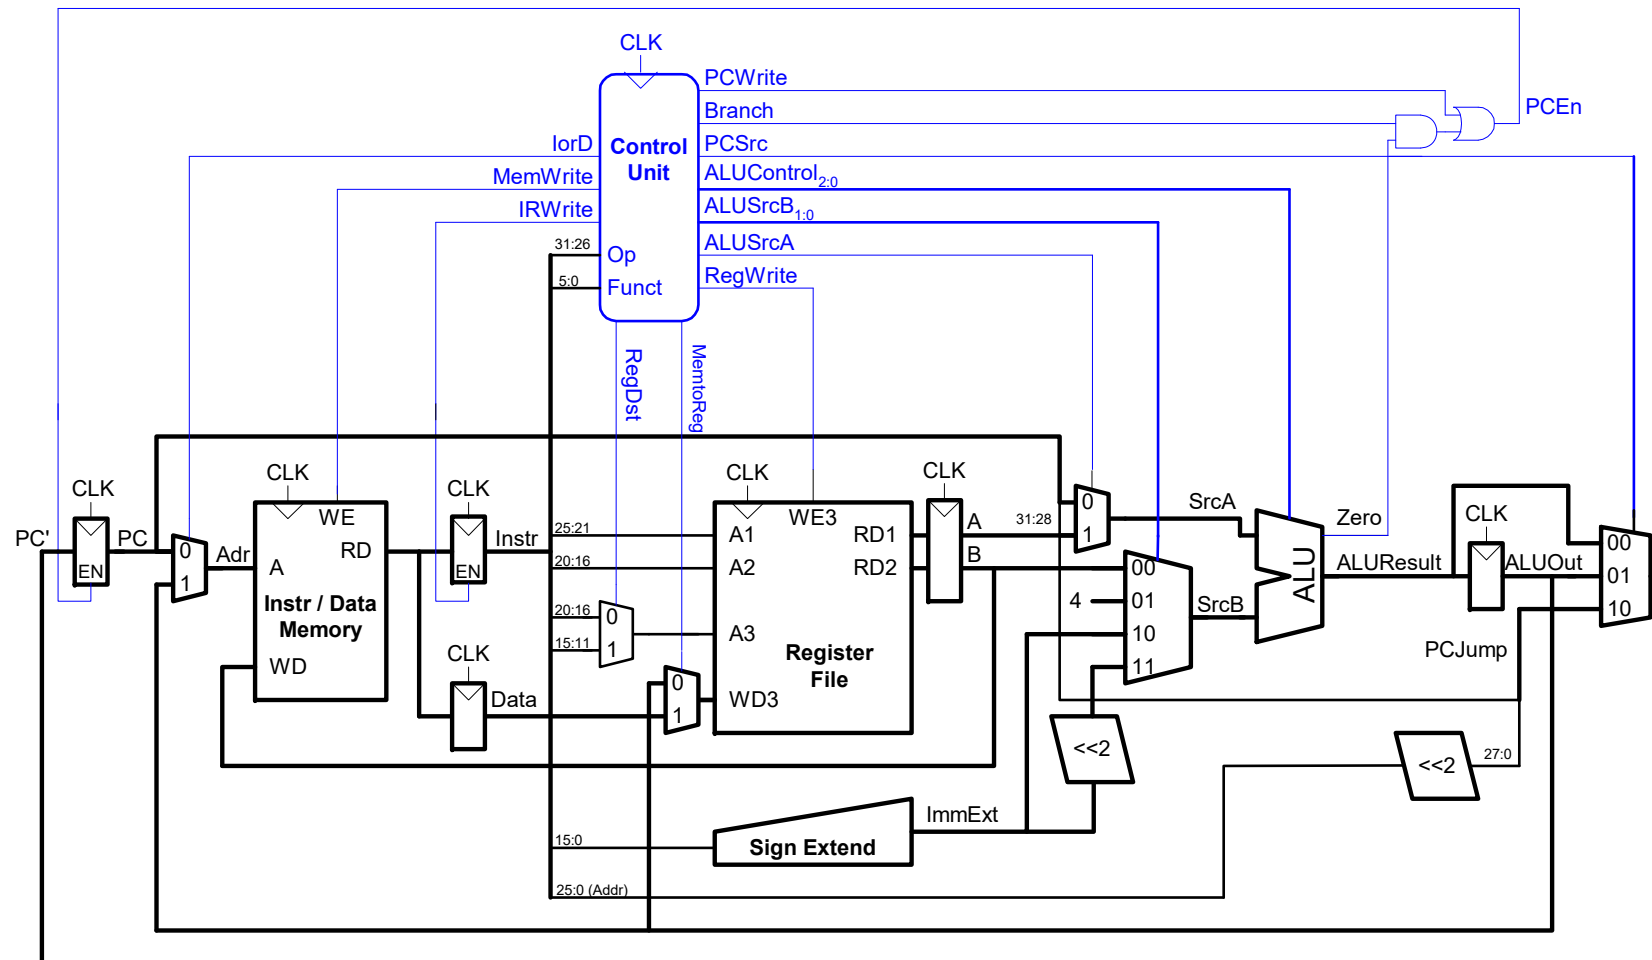 CLK
PCWrite
Branch
PCEn
IorD
Control
Unit
PCSrc
MemWrite
ALUControl2:0
IRWrite
ALUSrcB1:0
31:26
Op
ALUSrcA
5:0
Funct
RegWrite
RegDst
MemtoReg
CLK
CLK
CLK
CLK
CLK
PC'
EN
PC
0
1
Adr
WE
A
RD
Instr / Data
Memory
WD
EN
Instr
CLK
Data
25:21
20:16
20:16
15:11
0
1
0
1
A1
A2
A3
WD3
WE3
RD1
RD2
Register
File
A
B
31:28
0
1
SrcA
00
4
01
10
11
SrcB
ALU
Zero
ALUResult
CLK
ALUOut
00
01
10
PCJump
<<2
<<2
27:0
ImmExt
15:0
Sign Extend
25:0 (Addr)